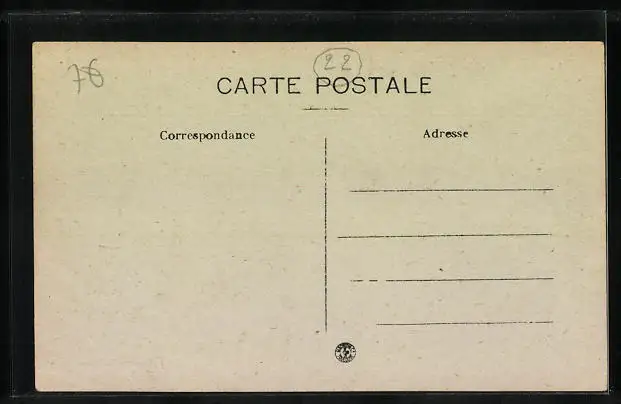 76
22
CARTE POSTALE
Correspondance
Adresse